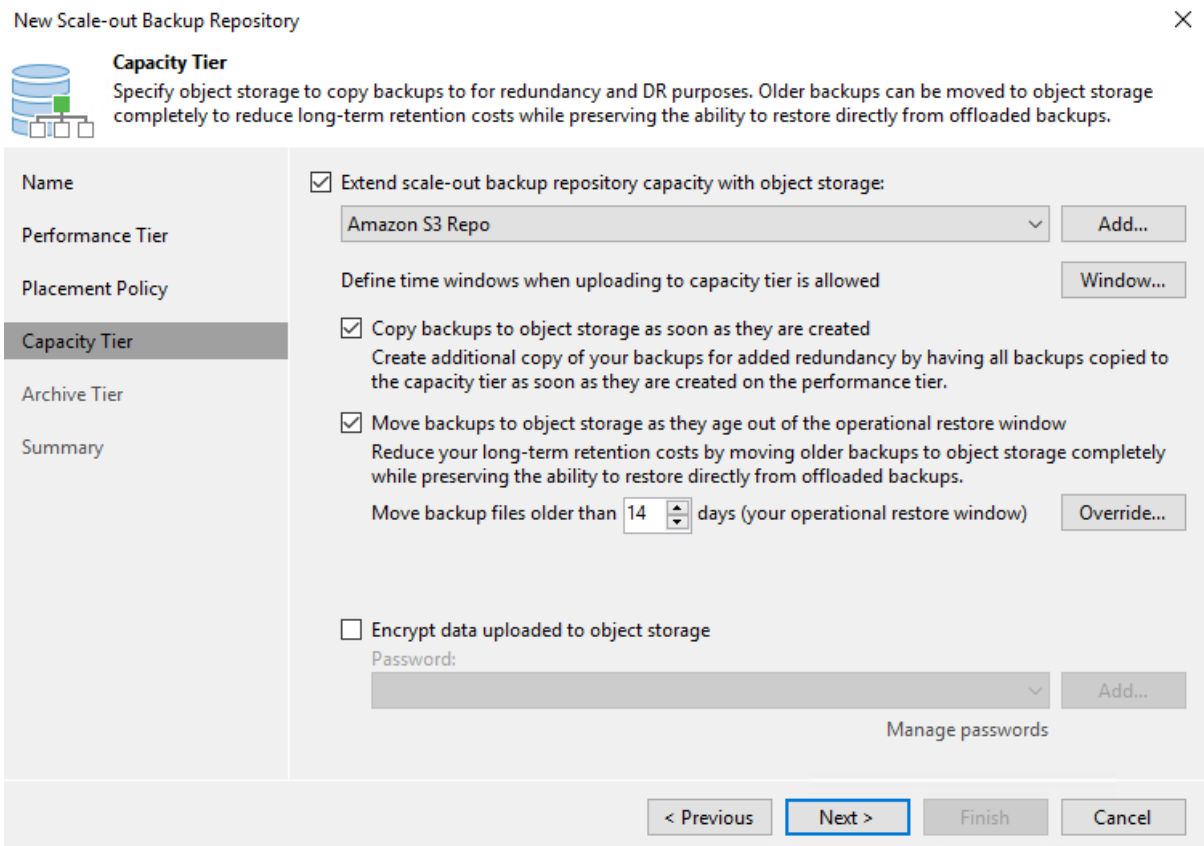 New Scale-out Backup Repository
Capacity Tier
Specify object storage to copy backups to for redundancy and DR purposes. Older backups can be moved to object storage
completely to reduce long-term retention costs while preserving the ability to restore directly from offloaded backups.
Name
Performance Tier
Placement Policy
Capacity Tier
Archive Tier
Summary
Extend scale-out backup repository capacity with object storage:
Amazon S3 Repo
Add...
Define time windows when uploading to capacity tier is allowed
Window...
Copy backups to object storage as soon as they are created
Create additional copy of your backups for added redundancy by having all backups copied to
the capacity tier as soon as they are created on the performance tier.
Move backups to object storage as they age out of the operational restore window
Reduce your long-term retention costs by moving older backups to object storage completely
while preserving the ability to restore directly from offloaded backups.
Move backup files older than 14 days (your operational restore window)
Override...
Encrypt data uploaded to object storage
Password:
Add...
Manage passwords
< Previous
Next >
Finish
Cancel